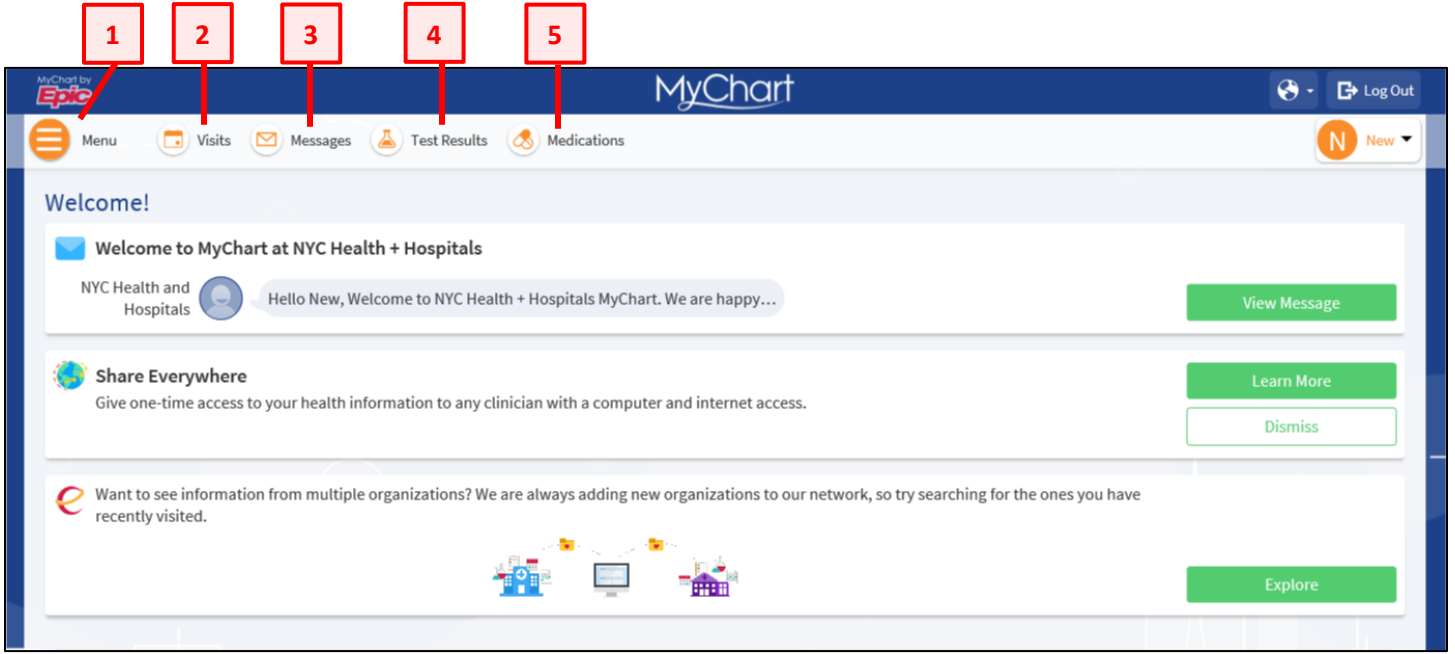 1 2 3 4 5
MyChart by
Epic
MyChart
Log Out
Menu Visits Messages Test Results Medications
N New
Welcome!
Welcome to MyChart at NYC Health + Hospitals
NYC Health and
Hospitals
Hello New, Welcome to NYC Health + Hospitals MyChart. We are happy...
View Message
Share Everywhere
Give one-time access to your health information to any clinician with a computer and internet access.
Learn More
Dismiss
Want to see information from multiple organizations? We are always adding new organizations to our network, so try searching for the ones you have
recently visited.
Explore